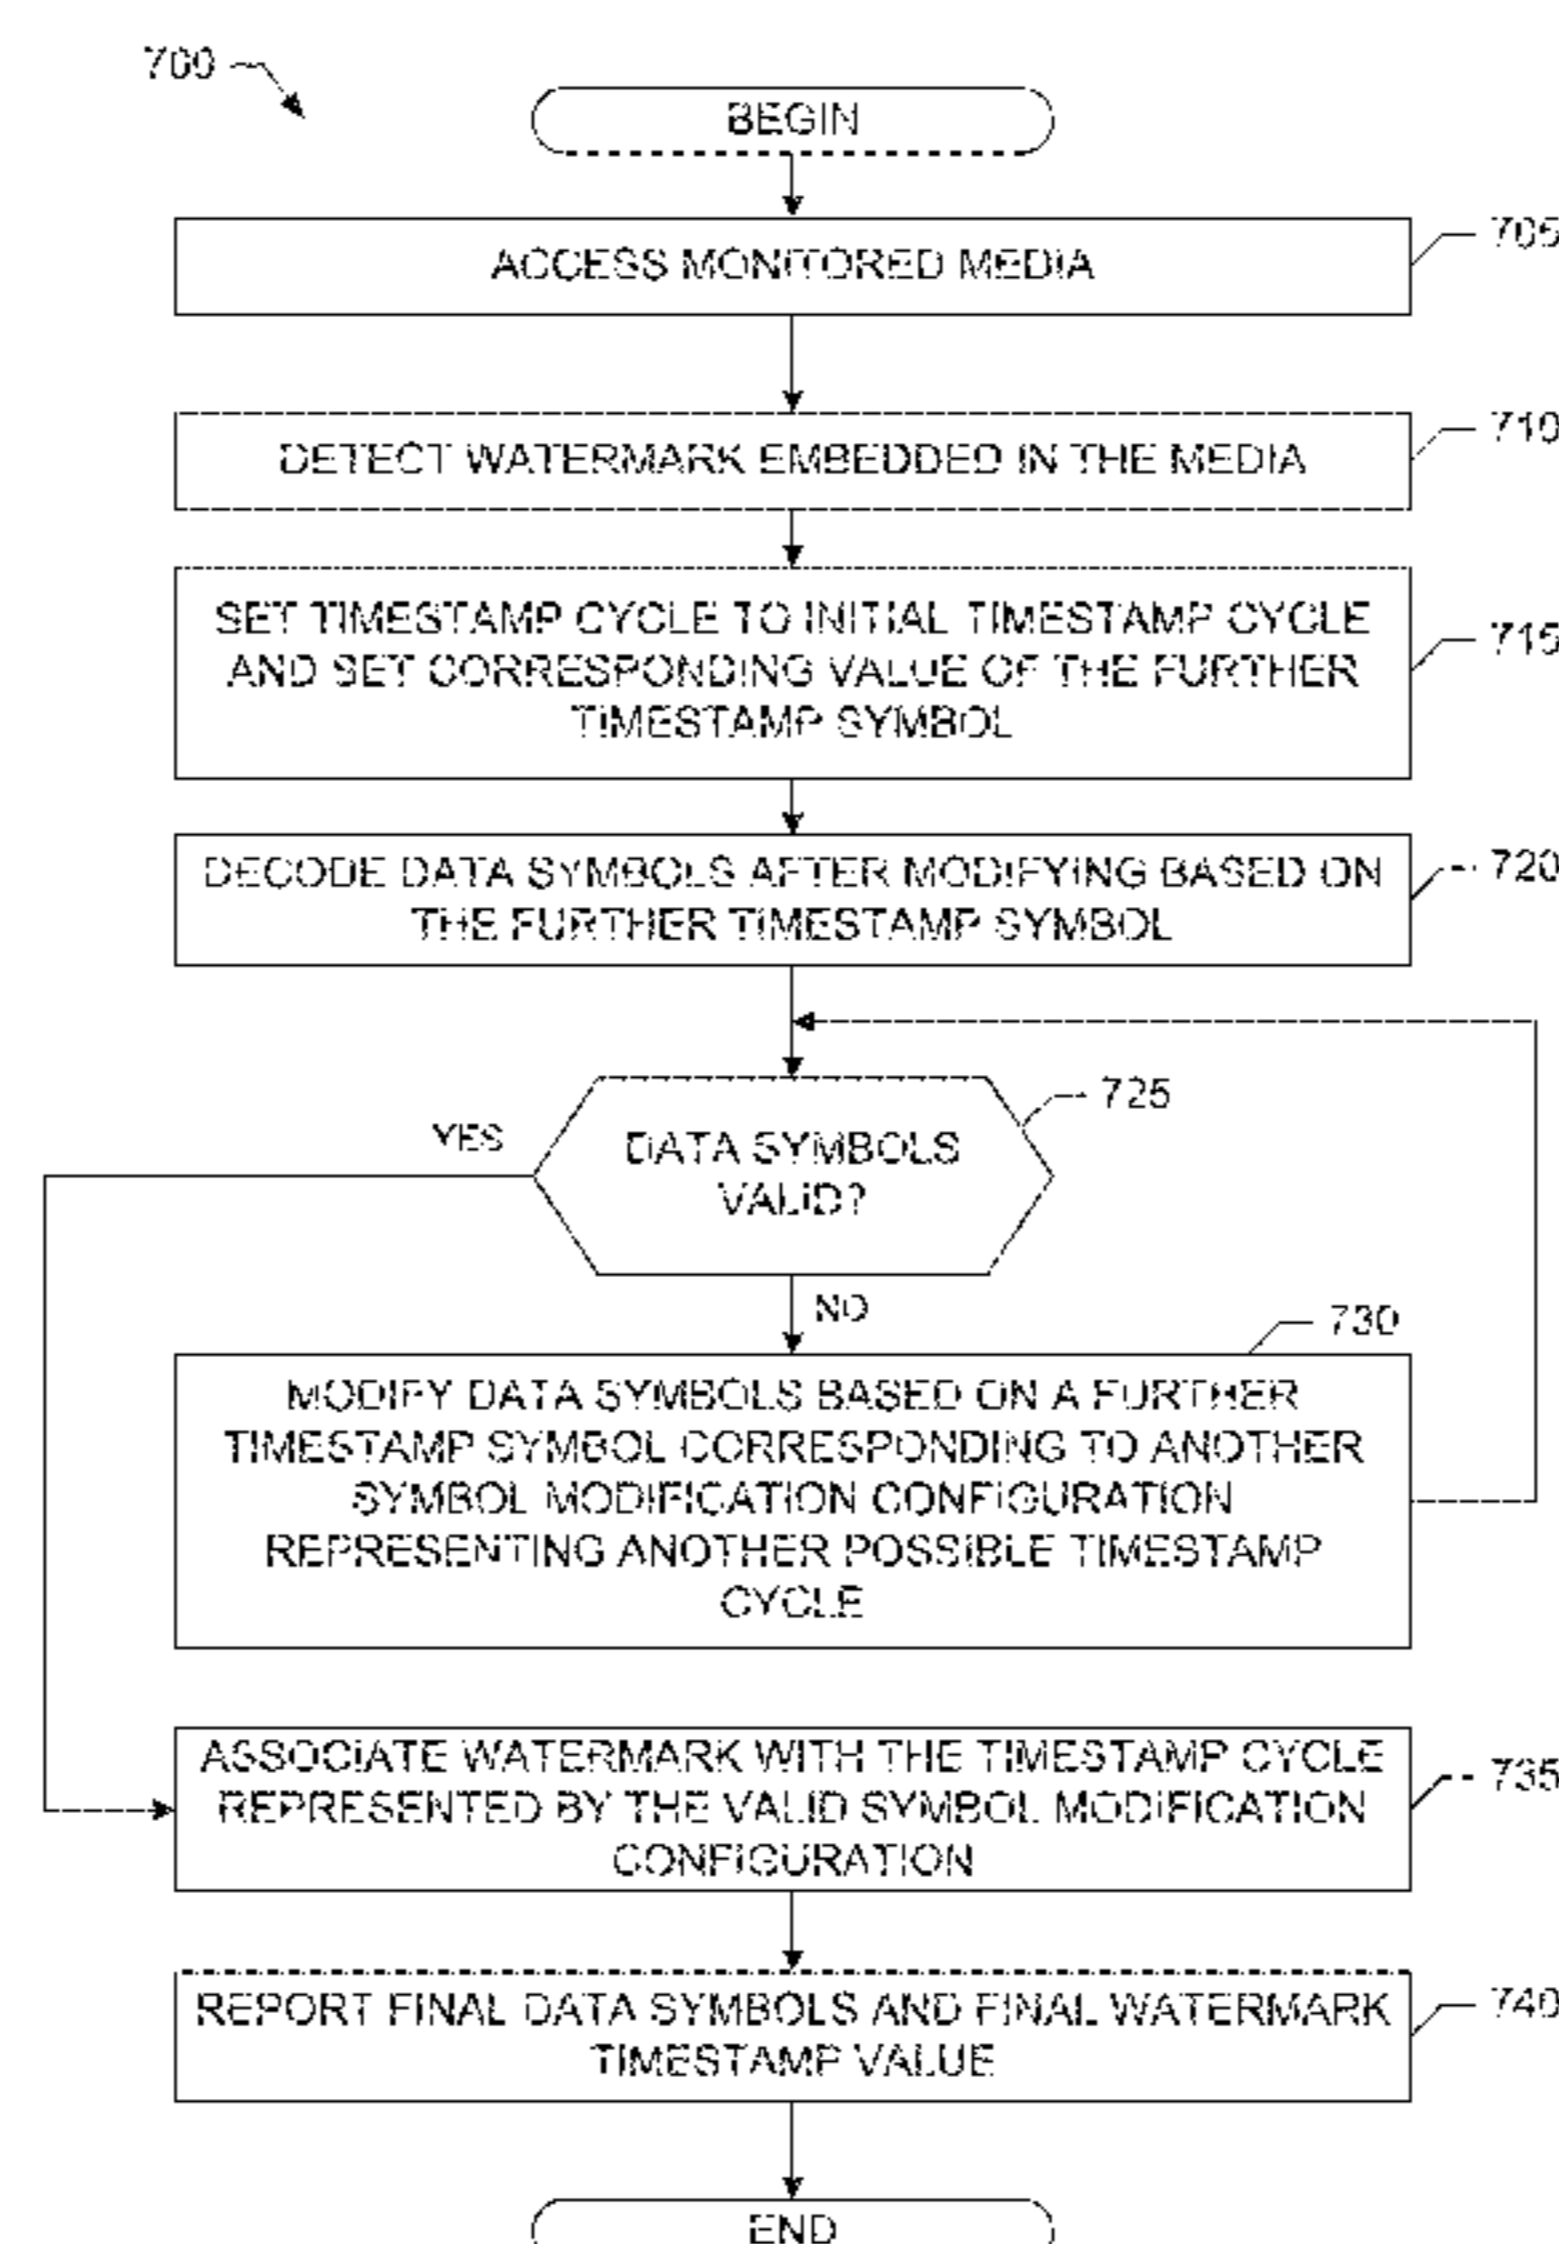 700
BEGIN
ACCESS MONITORED MEDIA
705
DETECT WATERMARK EMBEDDED IN THE MEDIA
710
SET TIMESTAMP CYCLE TO INITIAL TIMESTAMP CYCLE
AND SET CORRESPONDING VALUE OF THE FURTHER
TIMESTAMP SYMBOL
715
DECODE DATA SYMBOLS AFTER MODIFYING BASED ON
THE FURTHER TIMESTAMP SYMBOL
720
DATA SYMBOLS
VALID?
725
YES
NO
730
MODIFY DATA SYMBOLS BASED ON A FURTHER
TIMESTAMP SYMBOL CORRESPONDING TO ANOTHER
SYMBOL MODIFICATION CONFIGURATION
REPRESENTING ANOTHER POSSIBLE TIMESTAMP
CYCLE
ASSOCIATE WATERMARK WITH THE TIMESTAMP CYCLE
REPRESENTED BY THE VALID SYMBOL MODIFICATION
CONFIGURATION
735
REPORT FINAL DATA SYMBOLS AND FINAL WATERMARK
TIMESTAMP VALUE
740
END